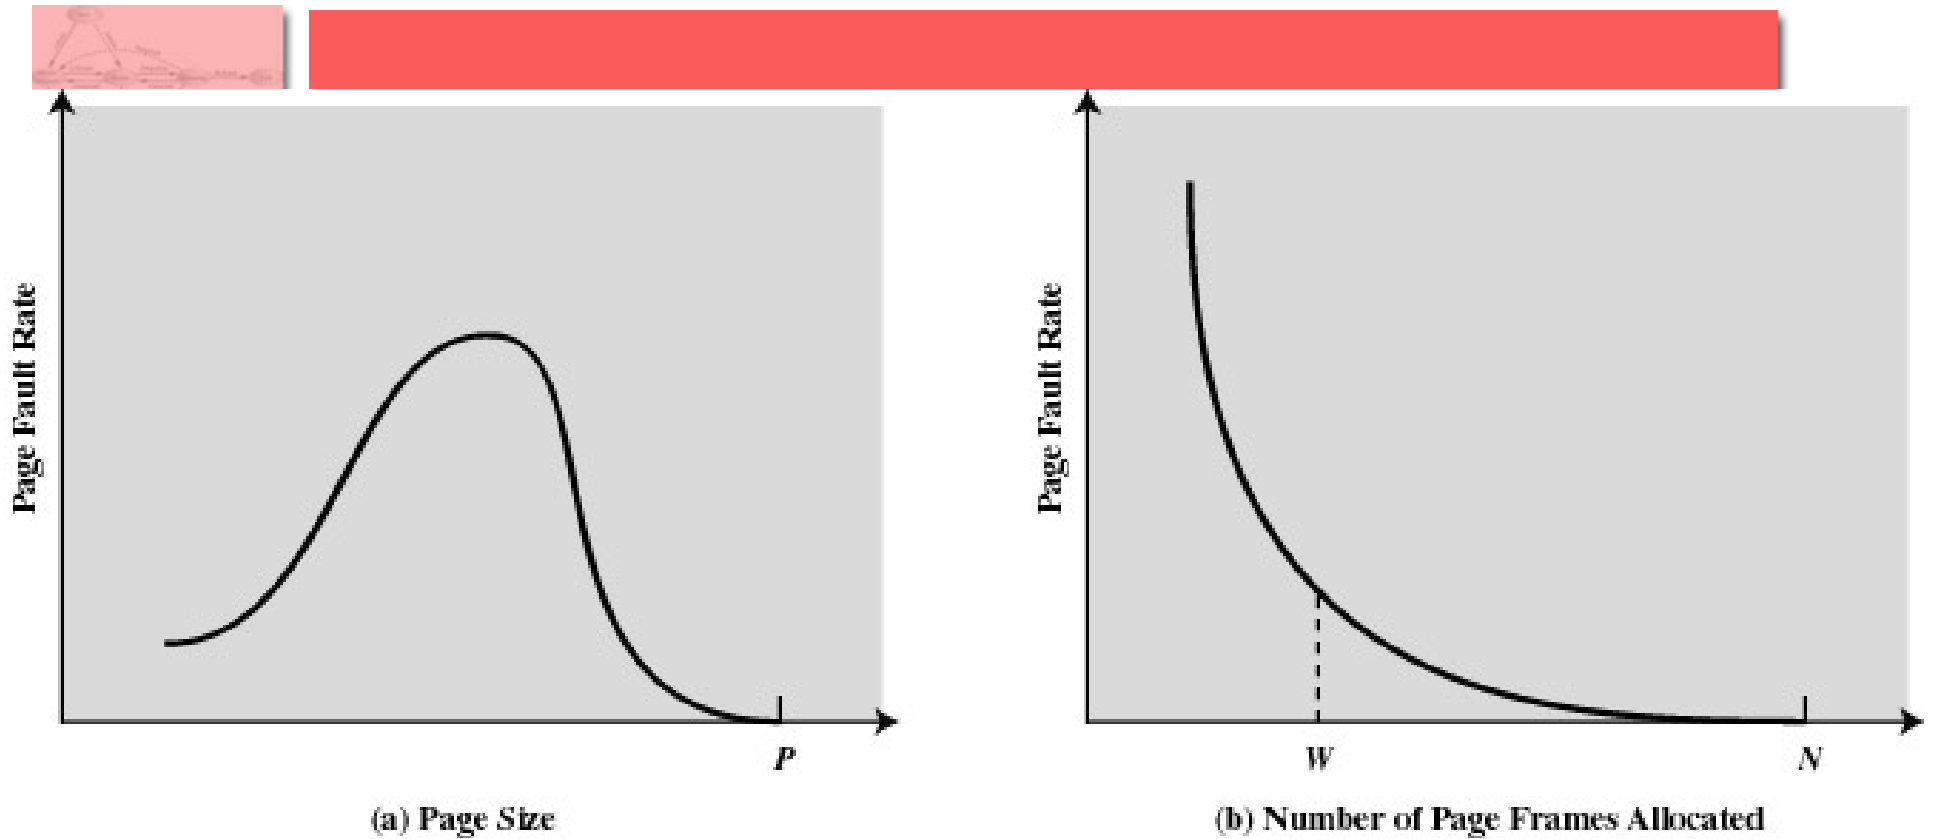 Page Fault Rate
P
(a) Page Size
Page Fault Rate
W
N
(b) Number of Page Frames Allocated